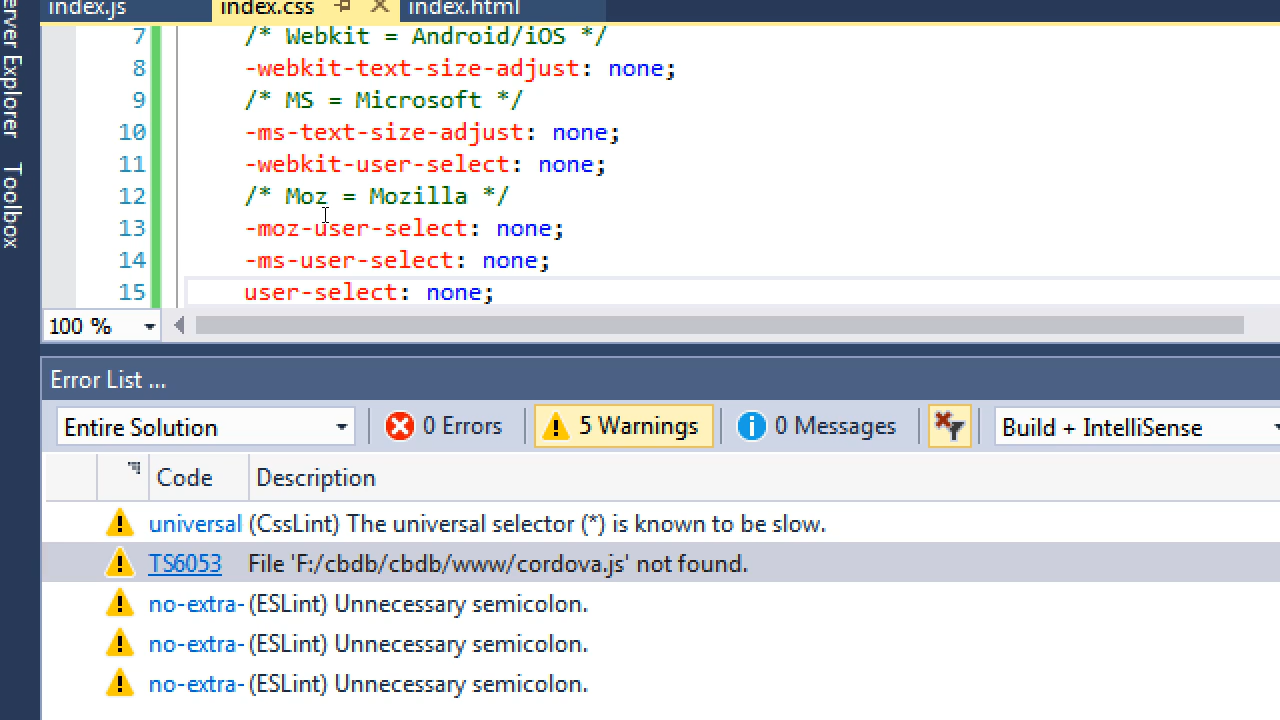 index.js index.css index.html
erver Explorer
Toolbox
7 /* Webkit = Android/iOS */
8 -webkit-text-size-adjust: none;
9 /* MS = Microsoft */
10 -ms-text-size-adjust: none;
11 -webkit-user-select: none;
12 /* Moz = Mozilla */
13 -moz-user-select: none;
14 -ms-user-select: none;
15 user-select: none;
100 %
Error List ...
Entire Solution 0 Errors 5 Warnings 0 Messages Build + IntelliSense
Code Description
universal (CssLint) The universal selector (*) is known to be slow.
TS6053 File 'F:/cbdb/cbdb/www/cordova.js' not found.
no-extra- (ESLint) Unnecessary semicolon.
no-extra- (ESLint) Unnecessary semicolon.
no-extra- (ESLint) Unnecessary semicolon.